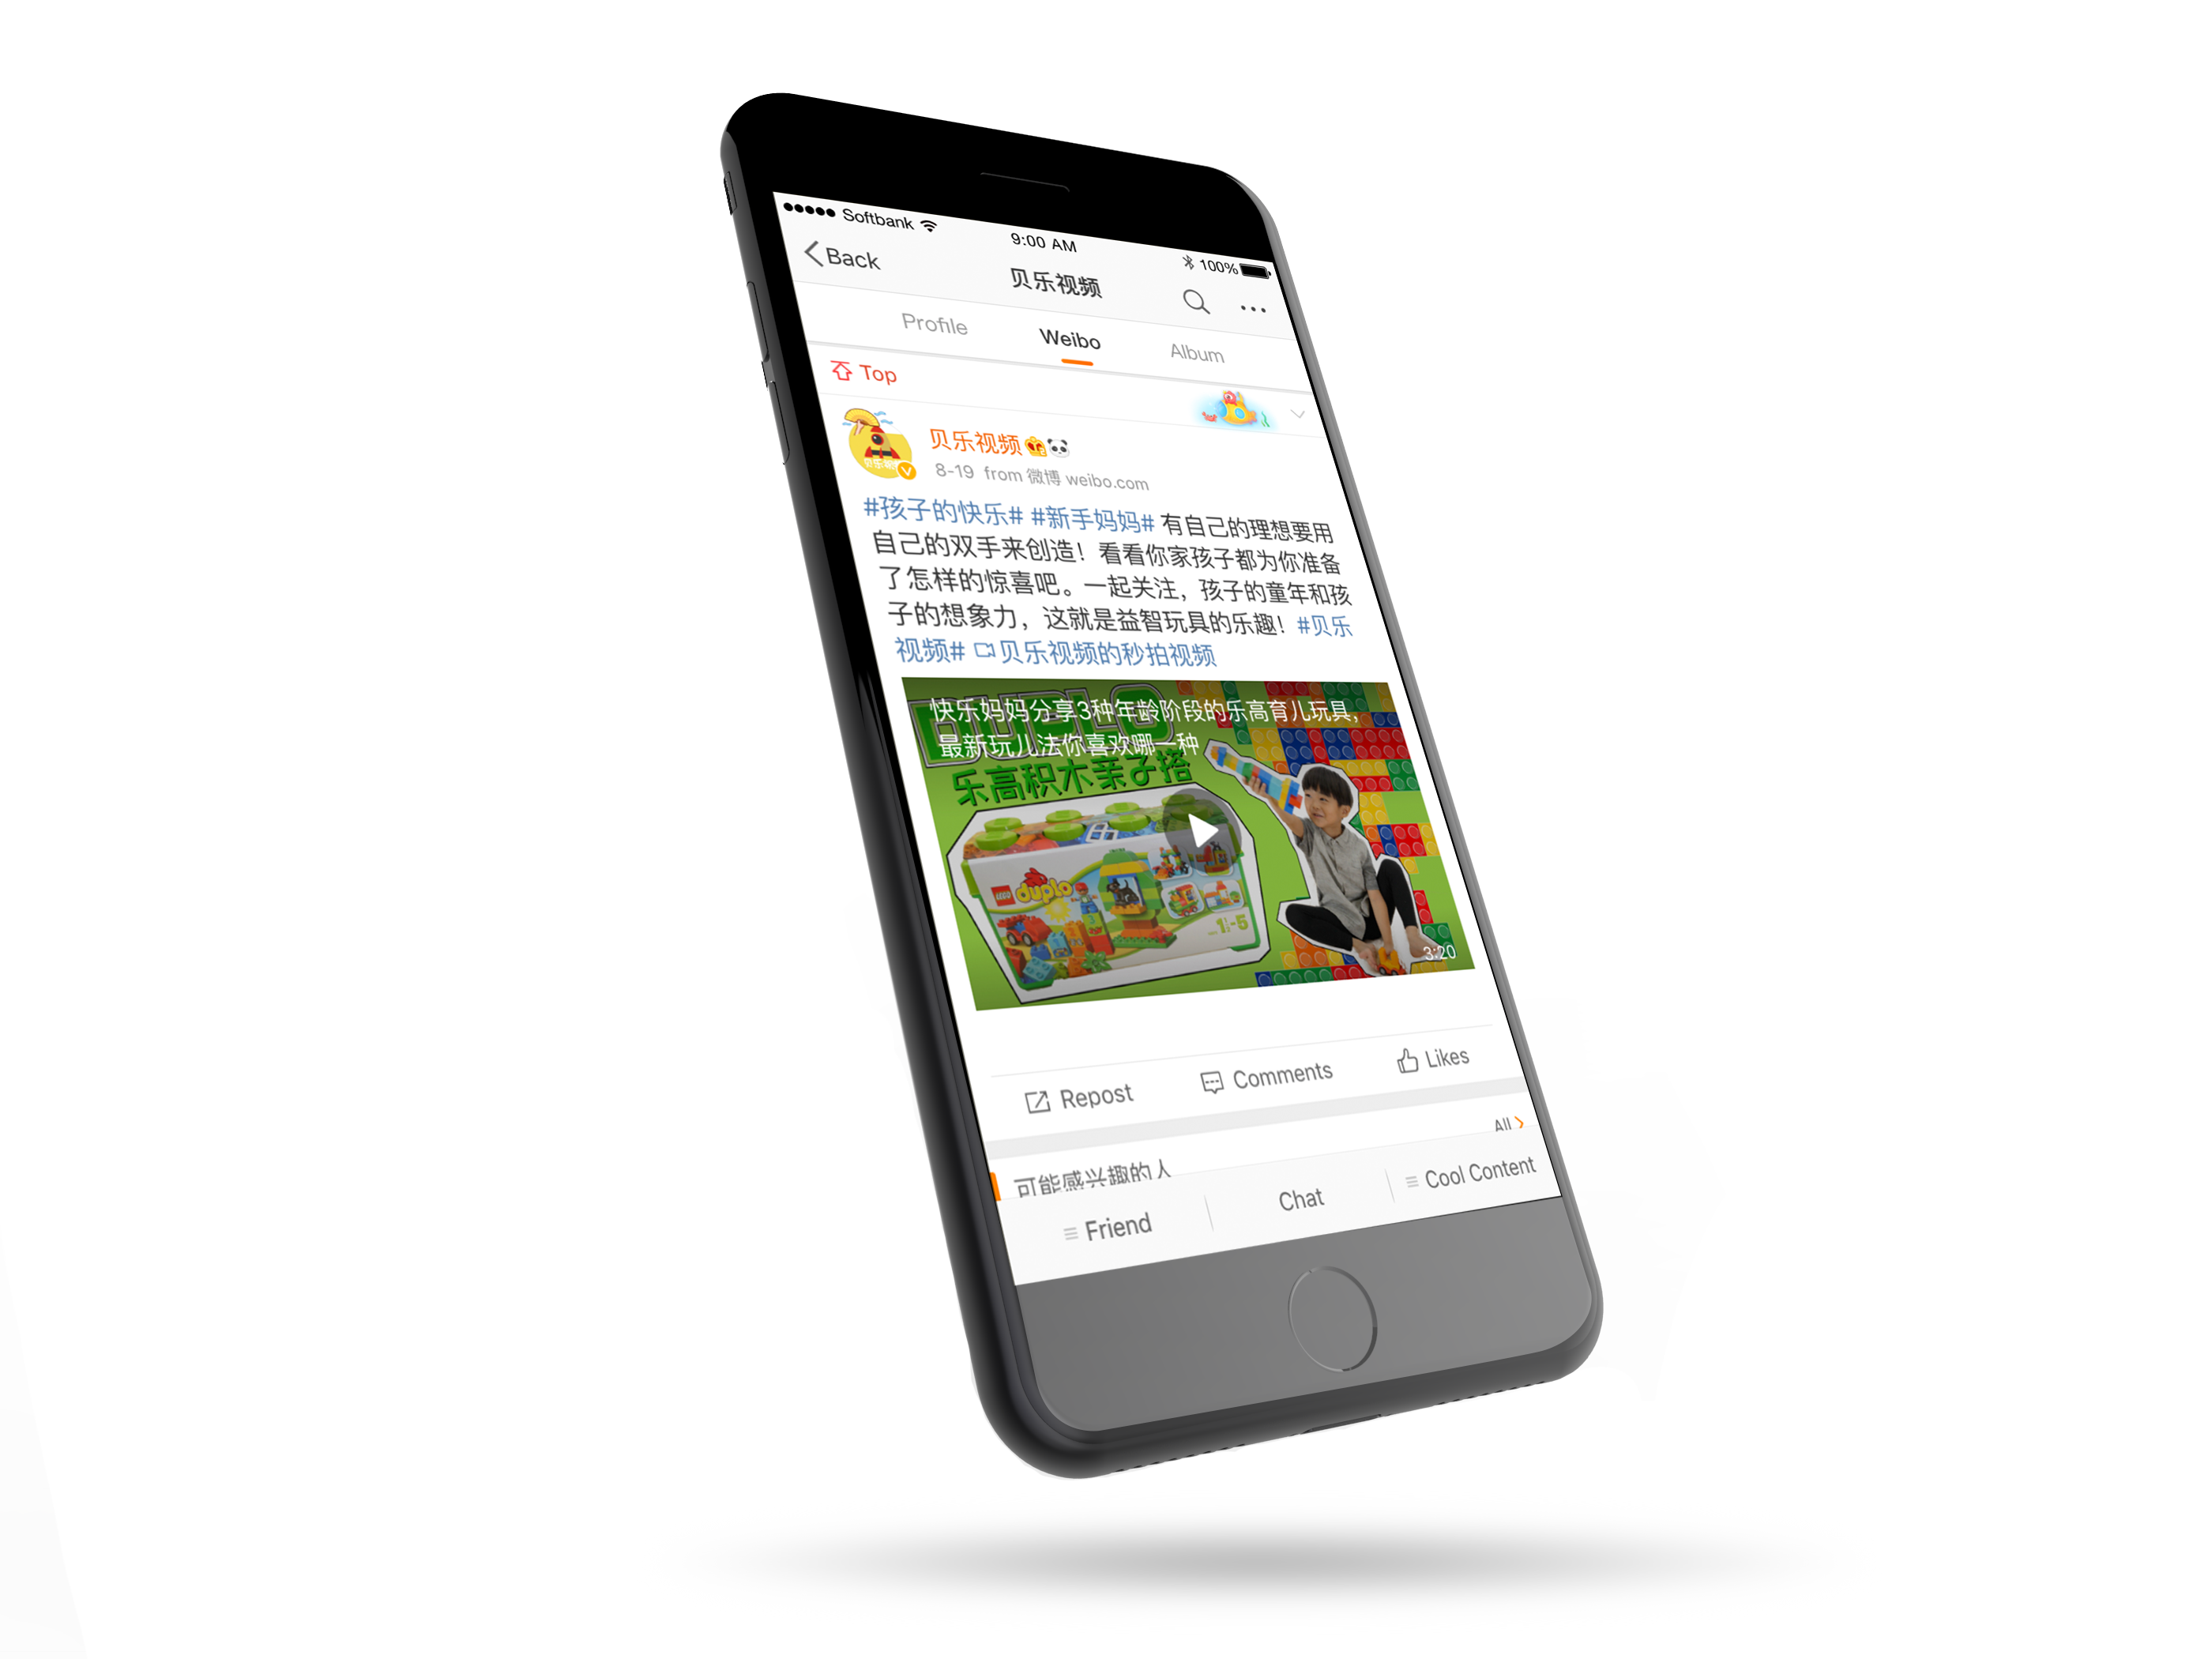 Softbank
9:00 AM
100%
Back
贝乐视频
Profile
Weibo
Album
Top
贝乐视频
8-19 from 微博 weibo.com
#孩子的快乐# #新手妈妈# 有自己的理想要用
自己的双手来创造！看看你家孩子都为你准备
了怎样的惊喜吧。一起关注，孩子的童年和孩
子的想象力，这就是益智玩具的乐趣！#贝乐
视频# 贝乐视频的秒拍视频
DUPLO
快乐妈妈分享3种年龄阶段的乐高育儿玩具，
最新玩儿法你喜欢哪一种
乐高积木亲子搭
LEGO duplo
1½-5
3:20
Repost
Comments
Likes
All
可能感兴趣的人
Friend
Chat
Cool Content